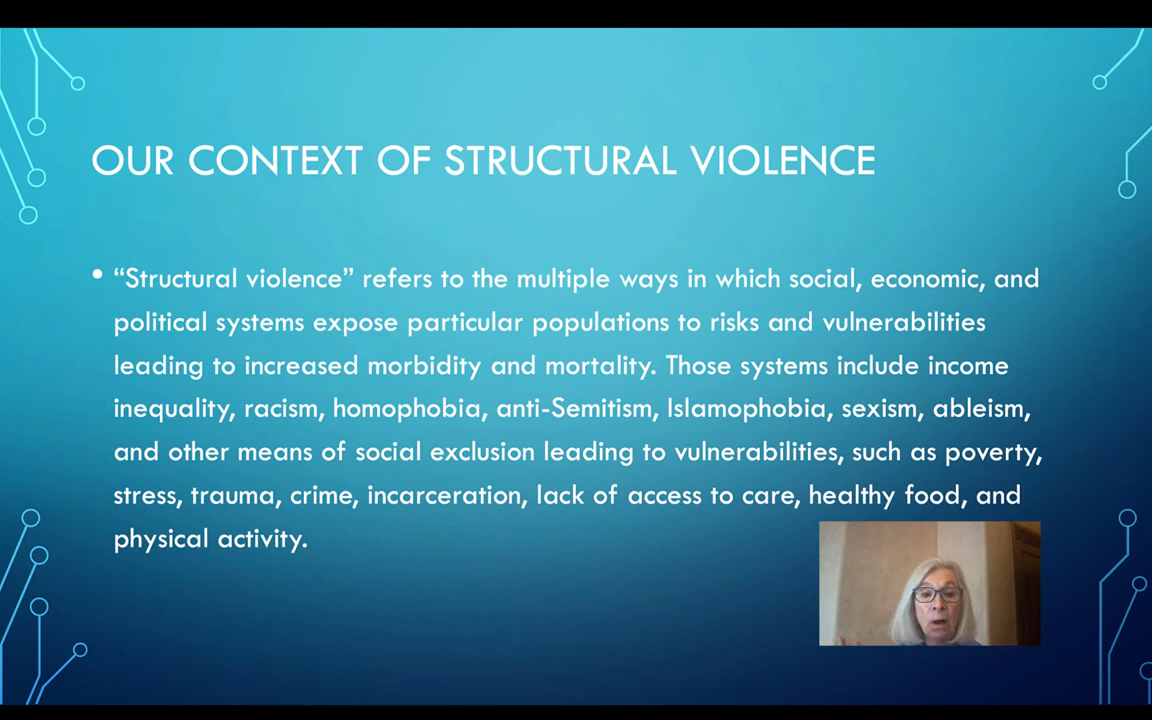 OUR CONTEXT OF STRUCTURAL VIOLENCE
• “Structural violence” refers to the multiple ways in which social, economic, and
political systems expose particular populations to risks and vulnerabilities
leading to increased morbidity and mortality. Those systems include income
inequality, racism, homophobia, anti-Semitism, Islamophobia, sexism, ableism,
and other means of social exclusion leading to vulnerabilities, such as poverty,
stress, trauma, crime, incarceration, lack of access to care, healthy food, and
physical activity.